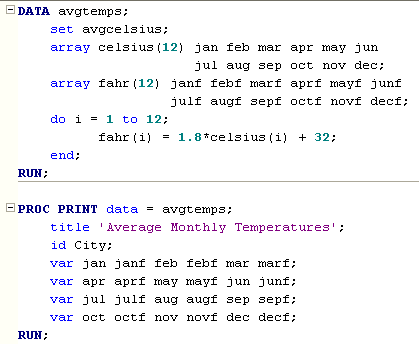 DATA avgtemps;
set avgcelsius;
array celsius(12) jan feb mar apr may jun
jul aug sep oct nov dec;
array fahr(12) janf febf marf aprf mayf junf
julf augf sepf octf novf decf;
do i = 1 to 12;
fahr(i) = 1.8*celsius(i) + 32;
end;
RUN;
PROC PRINT data = avgtemps;
title 'Average Monthly Temperatures';
id City;
var jan janf feb febf mar marf;
var apr aprf may mayf jun junf;
var jul julf aug augf sep sepf;
var oct octf nov novf dec decf;
RUN;